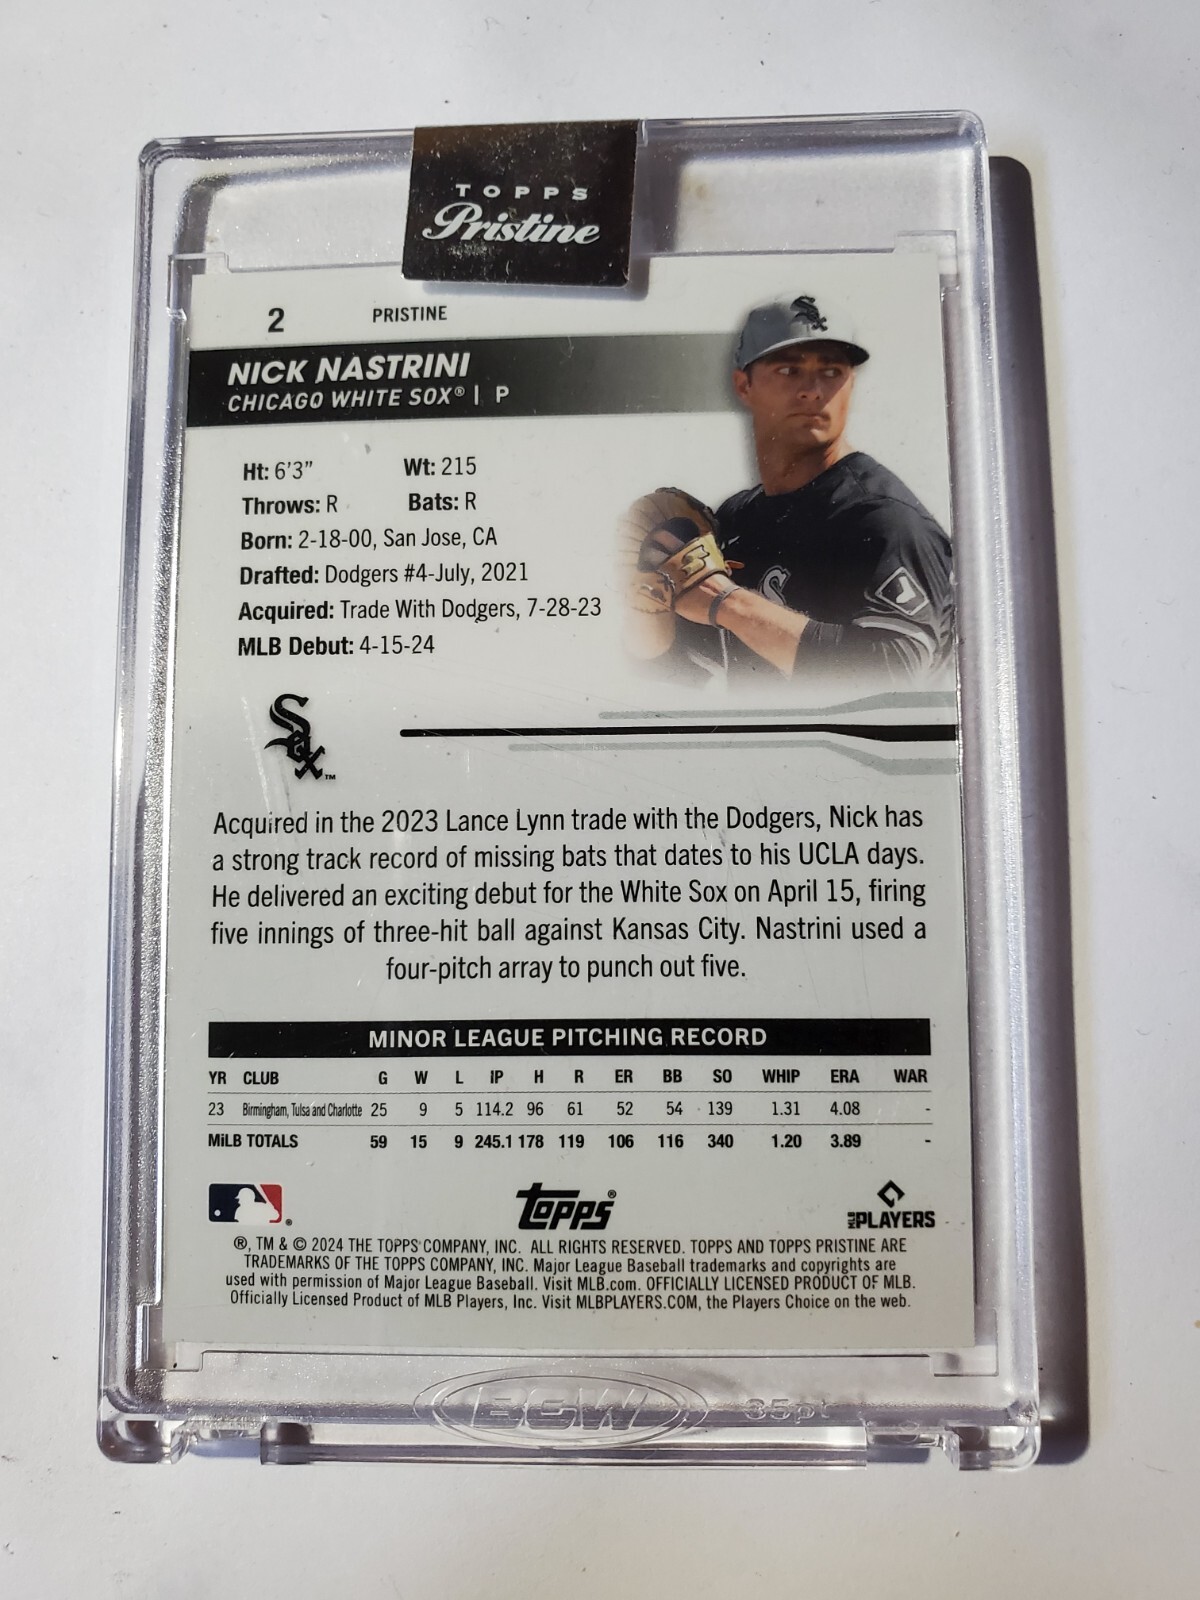 TOPPS
Pristine
2 PRISTINE
NICK NASTRINI
CHICAGO WHITE SOX® | P
Ht: 6'3" Wt: 215
Throws: R Bats: R
Born: 2-18-00, San Jose, CA
Drafted: Dodgers #4-July, 2021
Acquired: Trade With Dodgers, 7-28-23
MLB Debut: 4-15-24
Sox™
Acquired in the 2023 Lance Lynn trade with the Dodgers, Nick has
a strong track record of missing bats that dates to his UCLA days.
He delivered an exciting debut for the White Sox on April 15, firing
five innings of three-hit ball against Kansas City. Nastrini used a
four-pitch array to punch out five.
MINOR LEAGUE PITCHING RECORD
YR CLUB G W L IP H R ER BB SO WHIP ERA WAR
23 Birmingham, Tulsa and Charlotte 25 9 5 114.2 96 61 52 54 139 1.31 4.08 -
MiLB TOTALS 59 15 9 245.1 178 119 106 116 340 1.20 3.89 -
® topps® MLB PLAYERS
®, TM & © 2024 THE TOPPS COMPANY, INC. ALL RIGHTS RESERVED. TOPPS AND TOPPS PRISTINE ARE
TRADEMARKS OF THE TOPPS COMPANY, INC. Major League Baseball trademarks and copyrights are
used with permission of Major League Baseball. Visit MLB.com. OFFICIALLY LICENSED PRODUCT OF MLB.
Officially Licensed Product of MLB Players, Inc. Visit MLBPLAYERS.COM, the Players Choice on the web.
BCW 35pt